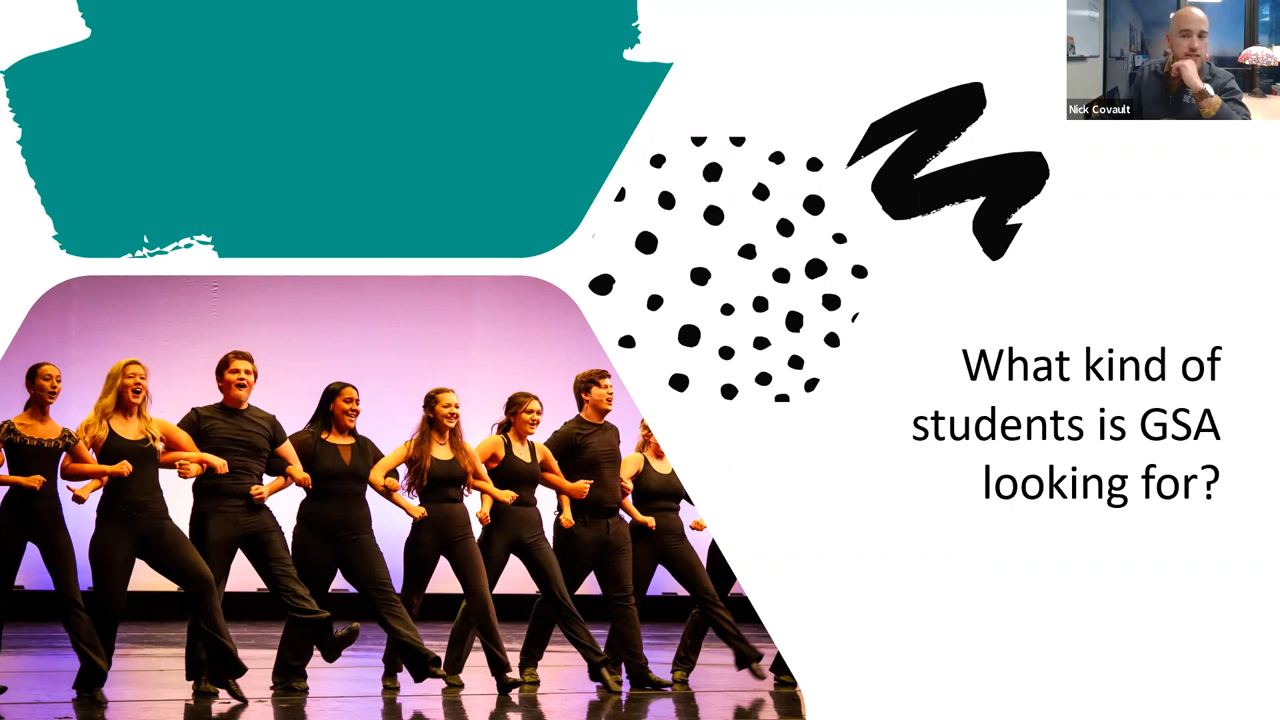 Nick Covault
What kind of
students is GSA
looking for?